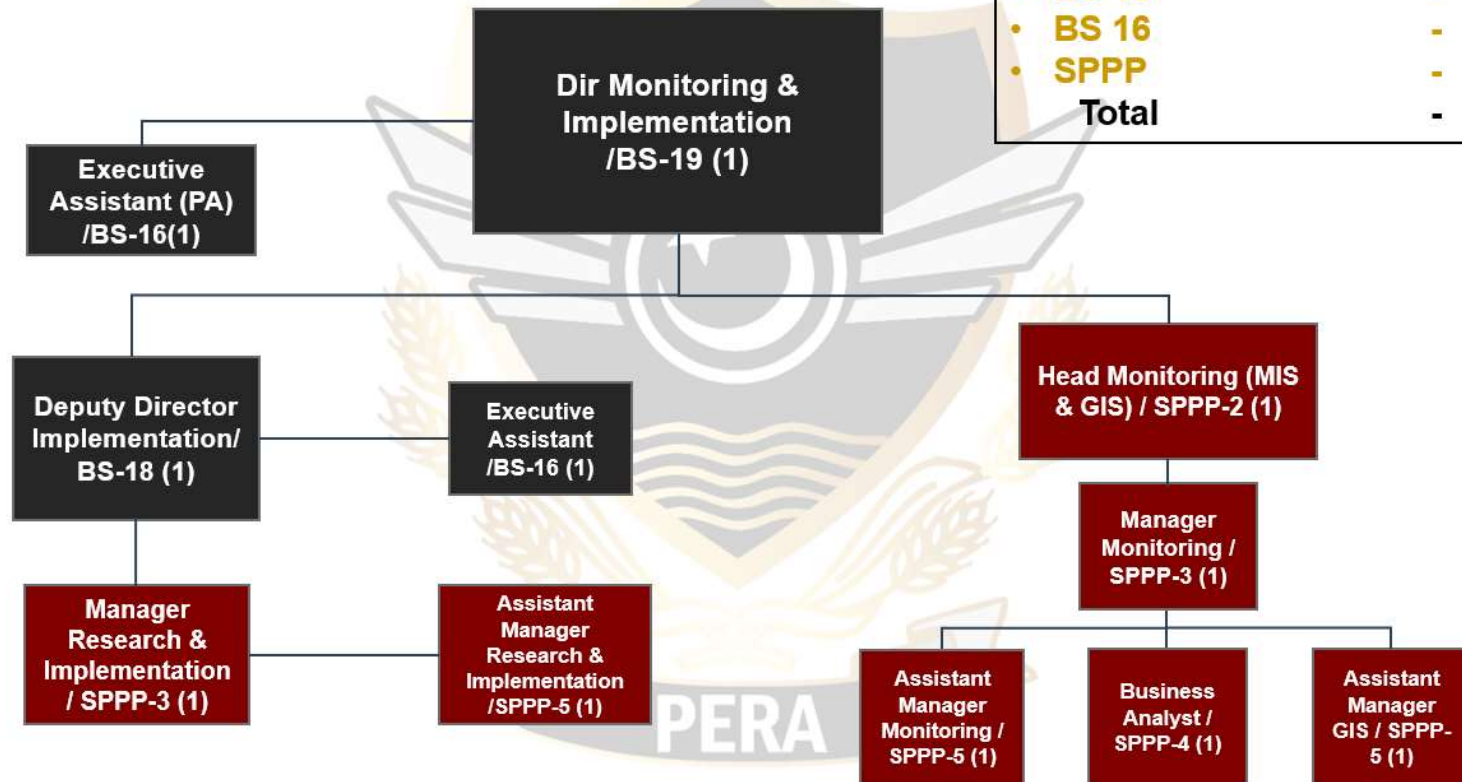 • BS 16 -
• SPPP -
Total -
Dir Monitoring &
Implementation
/BS-19 (1)
Executive
Assistant (PA)
/BS-16(1)
Deputy Director
Implementation/
BS-18 (1)
Executive
Assistant
/BS-16 (1)
Head Monitoring (MIS
& GIS) / SPPP-2 (1)
Manager
Monitoring /
SPPP-3 (1)
Manager
Research &
Implementation
/ SPPP-3 (1)
Assistant
Manager
Research &
Implementation
/SPPP-5 (1)
Assistant
Manager
Monitoring /
SPPP-5 (1)
Business
Analyst /
SPPP-4 (1)
Assistant
Manager
GIS / SPPP-
5 (1)
PERA